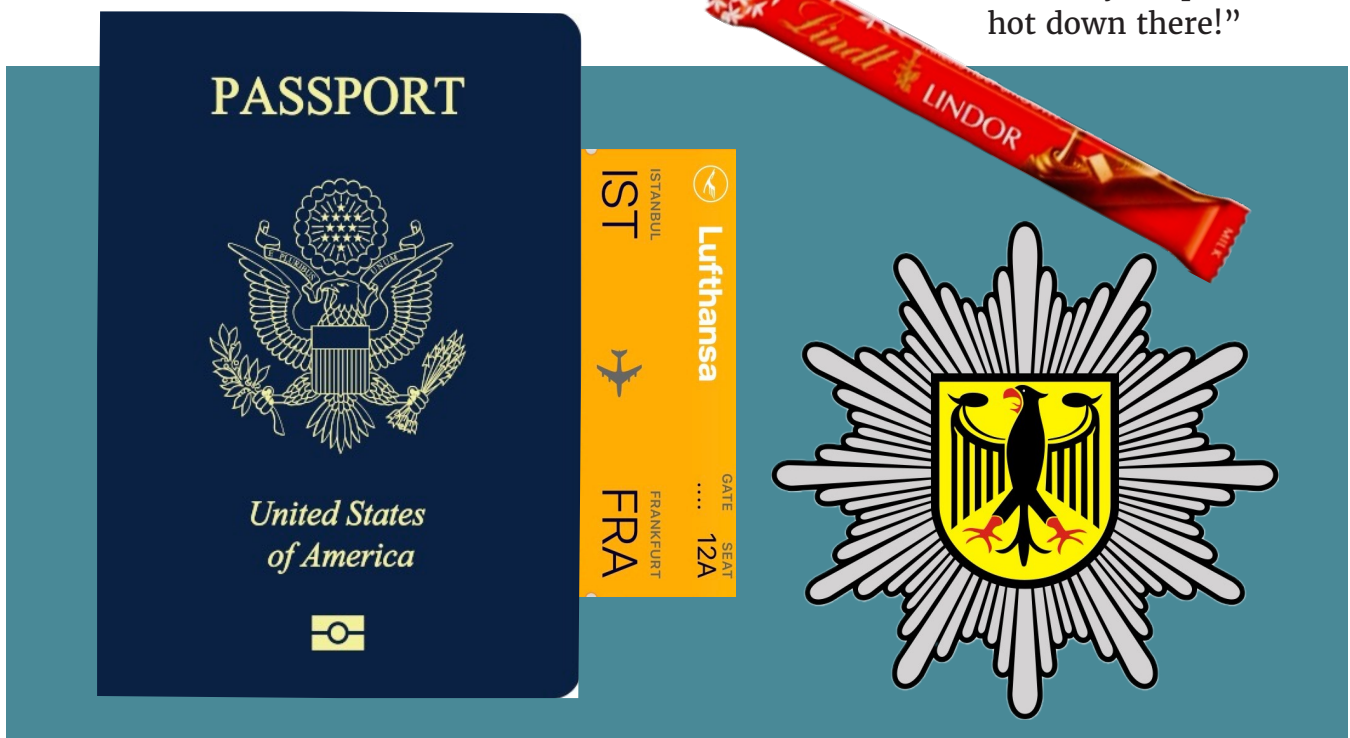 hot down there!”
Lindt
LINDOR
MILK
PASSPORT
E PLURIBUS UNUM
United States
of America
Lufthansa
GATE SEAT
.... 12A
ISTANBUL FRANKFURT
IST FRA